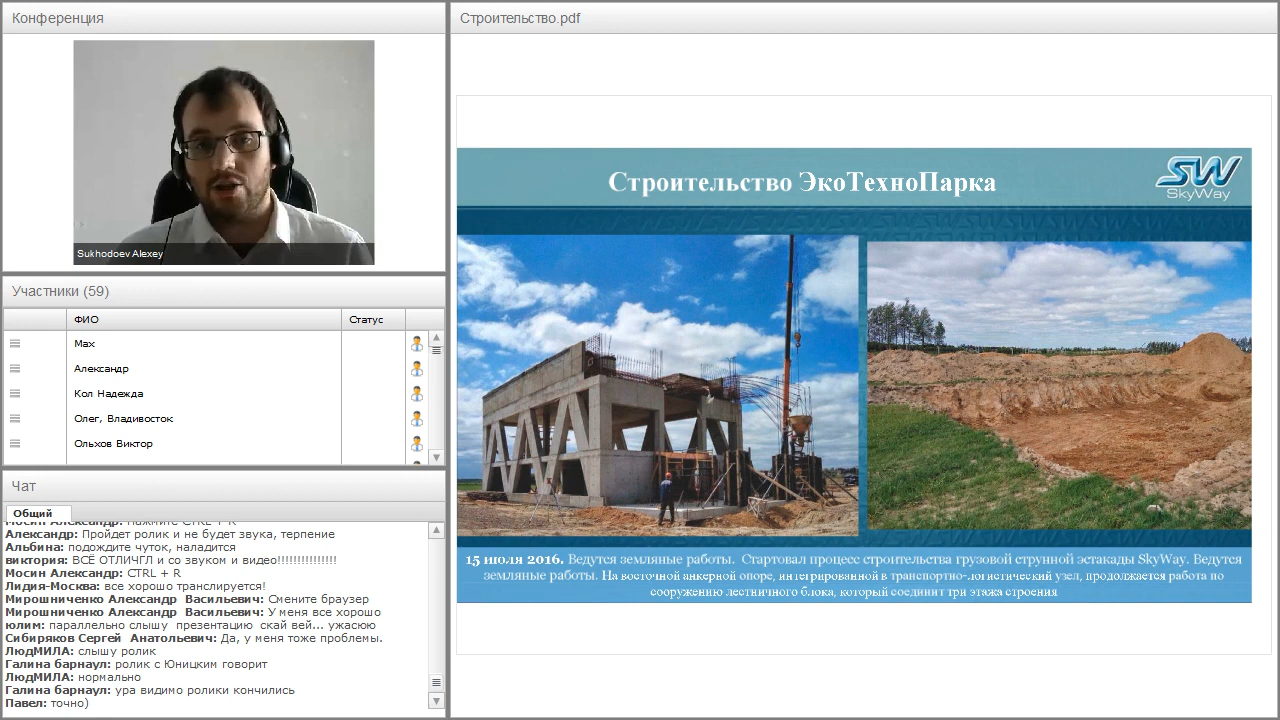 Конференция
Sukhodoev Alexey
Участники (59)
ФИО
Статус
Max
Александр
Кол Надежда
Олег, Владивосток
Ольхов Виктор
Чат
Общий
Мосин Александр: нажмите CTRL + R
Александр: Пройдет ролик и не будет звука, терпение
Альбина: подождите чуток, наладится
виктория: ВСЁ ОТЛИЧГЛ и со звуком и видео!!!!!!!!!!!!!!!
Мосин Александр: CTRL + R
Лидия-Москва: все хорошо транслируется!
Мирошниченко Александр Васильевич: Смените браузер
Мирошниченко Александр Васильевич: У меня все хорошо
юлим: параллельно слышу презентацию скай вей... ужасюю
Сибиряков Сергей Анатольевич: Да, у меня тоже проблемы.
ЛюдМИЛА: слышу ролик
Галина барнаул: ролик с Юницким говорит
ЛюдМИЛА: нормально
Галина барнаул: ура видимо ролики кончились
Павел: точно)
Строительство.pdf
Строительство ЭкоТехноПарка
SW
SkyWay
15 июля 2016. Ведутся земляные работы. Стартовал процесс строительства грузовой струнной эстакады SkyWay. Ведутся
земляные работы. На восточной анкерной опоре, интегрированной в транспортно-логистический узел, продолжается работа по
сооружению лестничного блока, который соединит три этажа строения